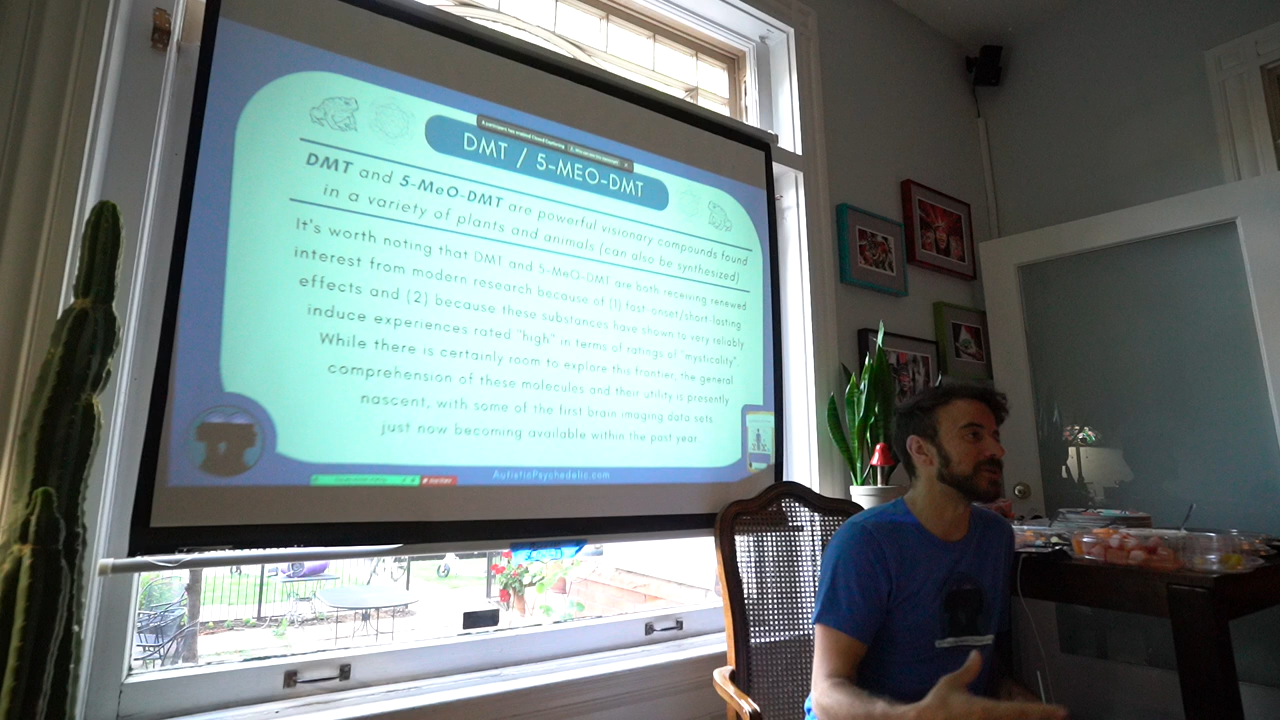 DMT / 5-MEO-DMT
DMT and 5-MeO-DMT are powerful visionary compounds found
in a variety of plants and animals (can also be synthesized)
It's worth noting that DMT and 5-MeO-DMT are both receiving renewed
interest from modern research because of (1) fast-onset/short-lasting
effects and (2) because these substances have shown to very reliably
induce experiences rated "high" in terms of ratings of "mysticality".
While there is certainly room to explore this frontier, the general
comprehension of these molecules and their utility is presently
nascent, with some of the first brain imaging data sets
just now becoming available within the past year.
AutisticPsychedelic.com